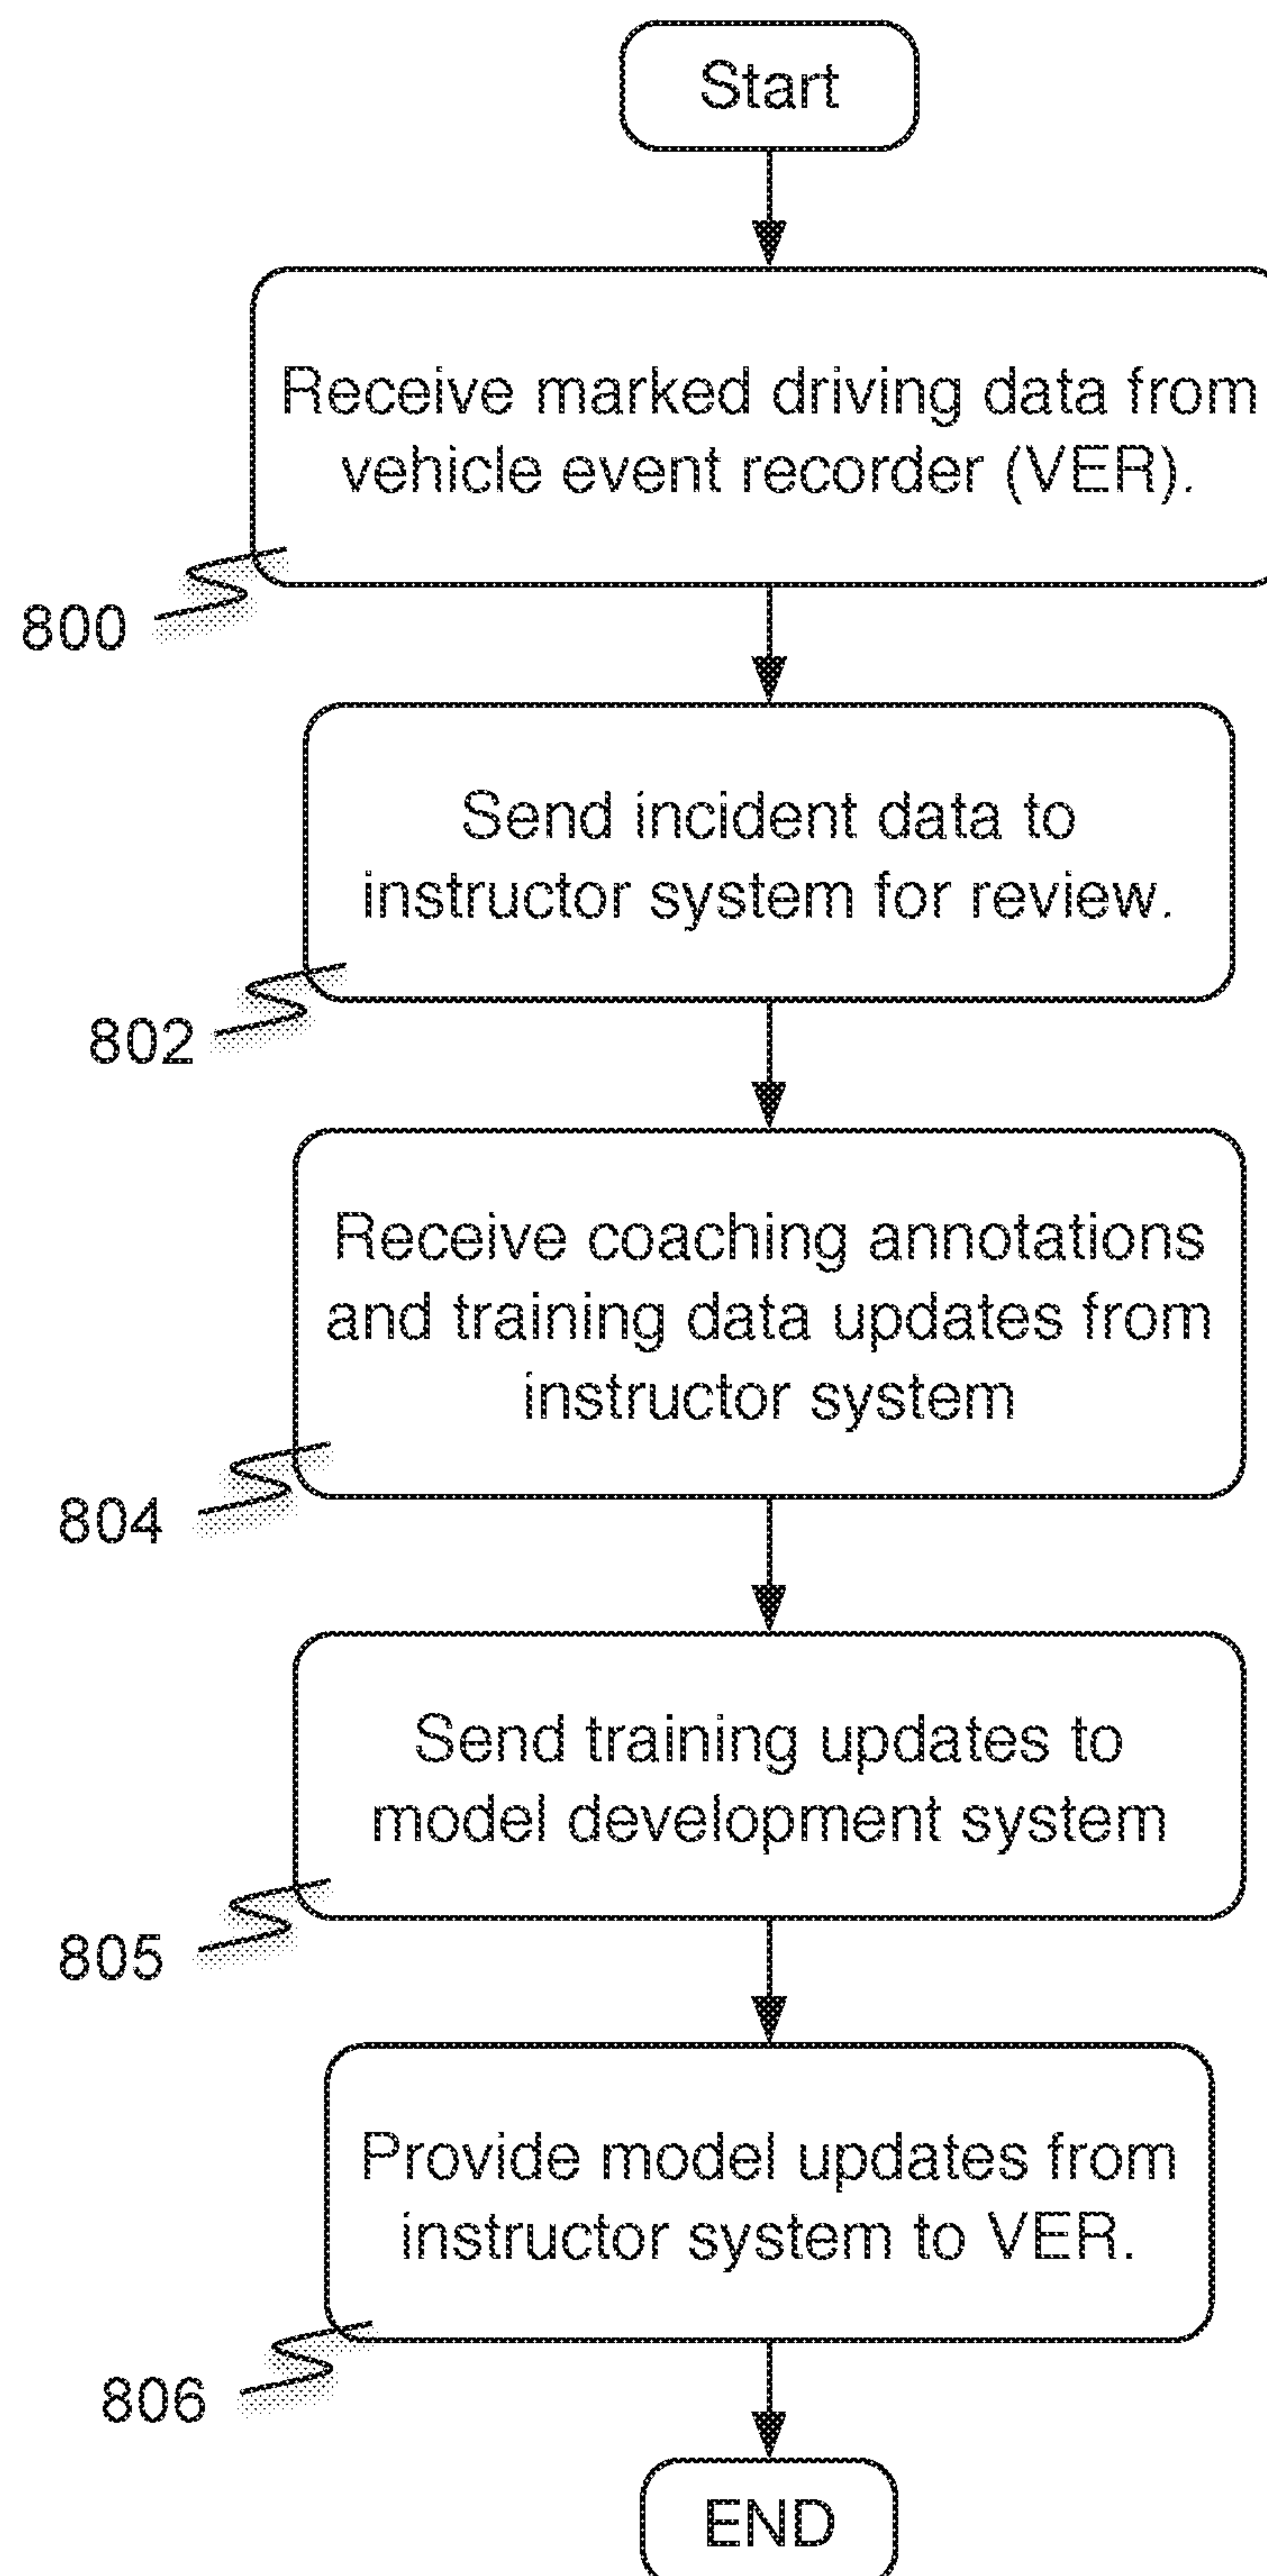 Start
Receive marked driving data from
vehicle event recorder (VER).
800
Send incident data to
instructor system for review.
802
Receive coaching annotations
and training data updates from
instructor system
804
Send training updates to
model development system
805
Provide model updates from
instructor system to VER.
806
END